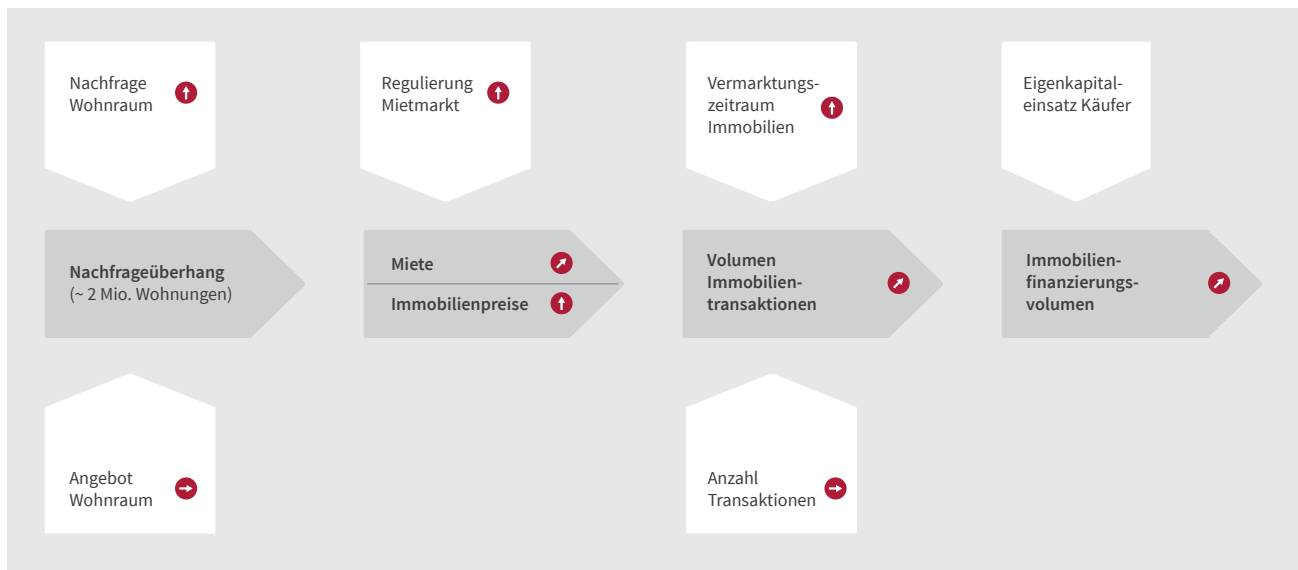 Nachfrage
Wohnraum
Regulierung
Mietmarkt
Vermarktungs-
zeitraum
Immobilien
Eigenkapital-
einsatz Käufer
Nachfrageüberhang
(~ 2 Mio. Wohnungen)
Miete
Immobilienpreise
Volumen
Immobilien-
transaktionen
Immobilien-
finanzierungs-
volumen
Angebot
Wohnraum
Anzahl
Transaktionen